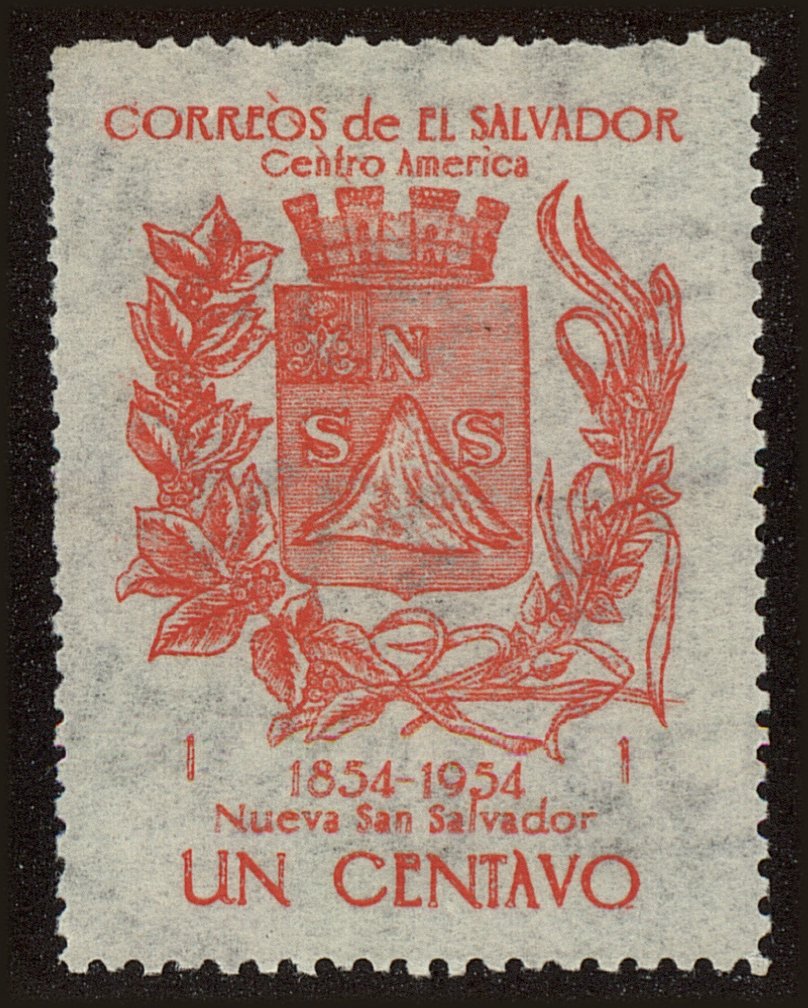 CORREOS de EL SALVADOR
Centro America
N
S S
1 1
1854-1954
Nueva San Salvador
UN CENTAVO